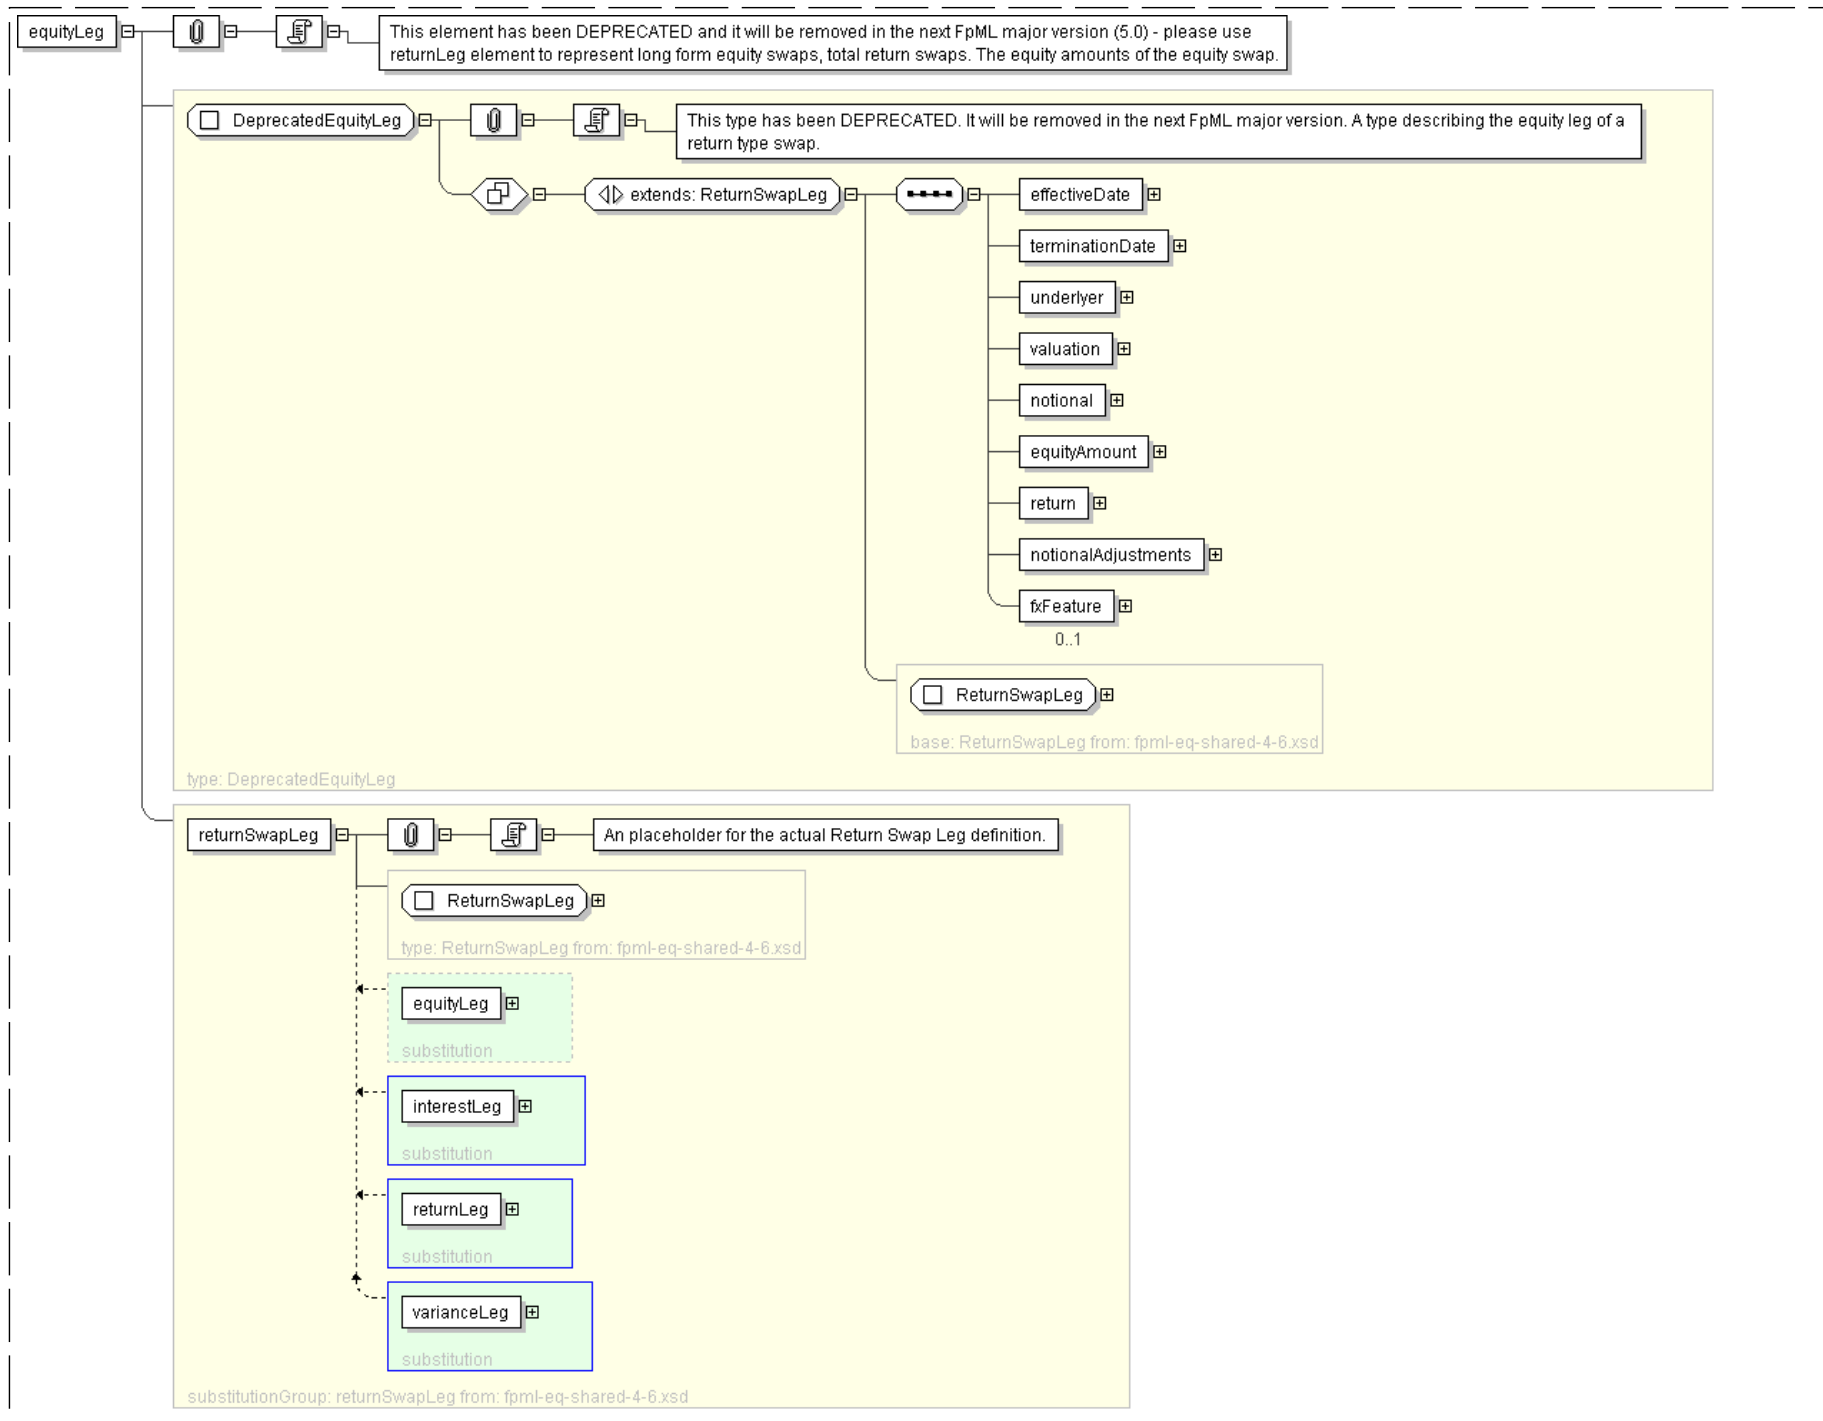 equityLeg
This element has been DEPRECATED and it will be removed in the next FpML major version (5.0) - please use
returnLeg element to represent long form equity swaps, total return swaps. The equity amounts of the equity swap.
DeprecatedEquityLeg
This type has been DEPRECATED. It will be removed in the next FpML major version. A type describing the equity leg of a
return type swap.
extends: ReturnSwapLeg
effectiveDate
terminationDate
underlyer
valuation
notional
equityAmount
return
notionalAdjustments
fxFeature
0..1
ReturnSwapLeg
base: ReturnSwapLeg from: fpml-eq-shared-4-6.xsd
type: DeprecatedEquityLeg
returnSwapLeg
An placeholder for the actual Return Swap Leg definition.
ReturnSwapLeg
type: ReturnSwapLeg from: fpml-eq-shared-4-6.xsd
equityLeg
substitution
interestLeg
substitution
returnLeg
substitution
varianceLeg
substitution
substitutionGroup: returnSwapLeg from: fpml-eq-shared-4-6.xsd